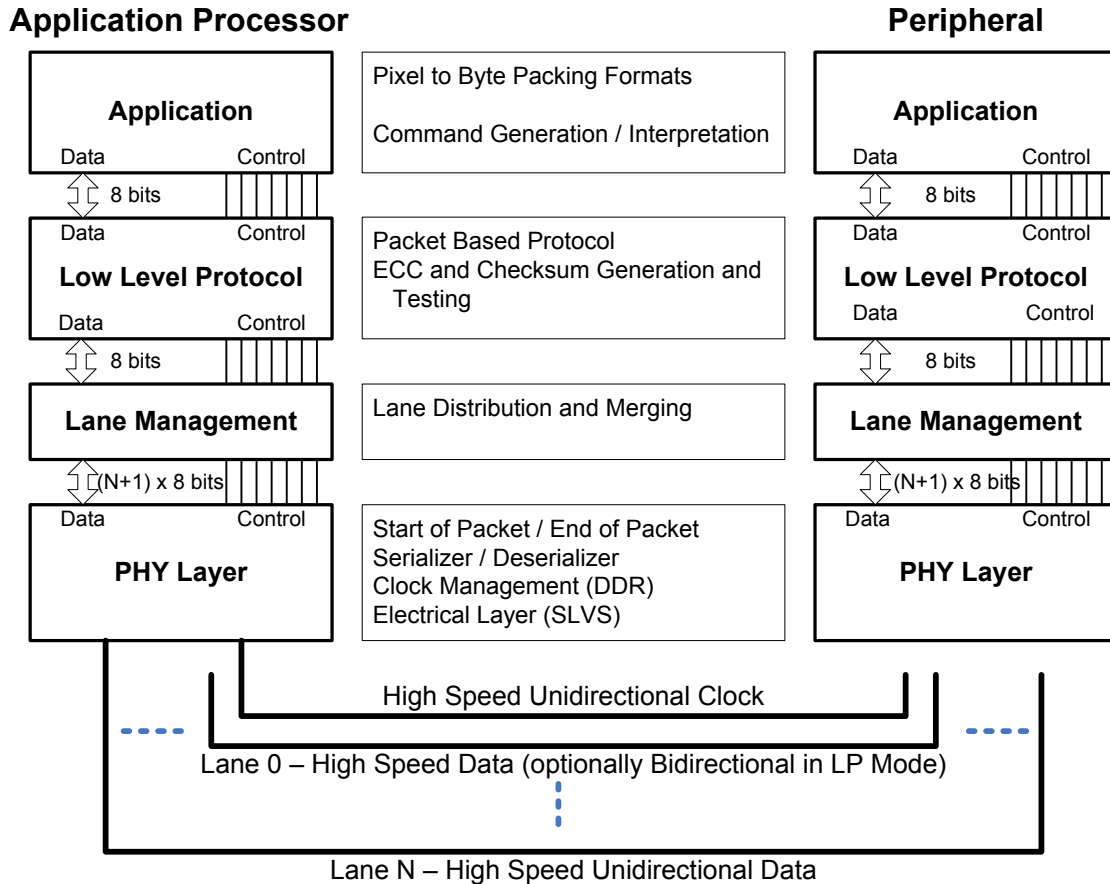 Application Processor
Peripheral
Application
Data
Control
8 bits
Data
Control
Low Level Protocol
Data
Control
8 bits
Lane Management
(N+1) x 8 bits
Data
Control
PHY Layer
Pixel to Byte Packing Formats
Command Generation / Interpretation
Packet Based Protocol
ECC and Checksum Generation and
Testing
Lane Distribution and Merging
Start of Packet / End of Packet
Serializer / Deserializer
Clock Management (DDR)
Electrical Layer (SLVS)
Application
Data
Control
8 bits
Data
Control
Low Level Protocol
Data
Control
8 bits
Lane Management
(N+1) x 8 bits
Data
Control
PHY Layer
High Speed Unidirectional Clock
Lane 0 – High Speed Data (optionally Bidirectional in LP Mode)
Lane N – High Speed Unidirectional Data